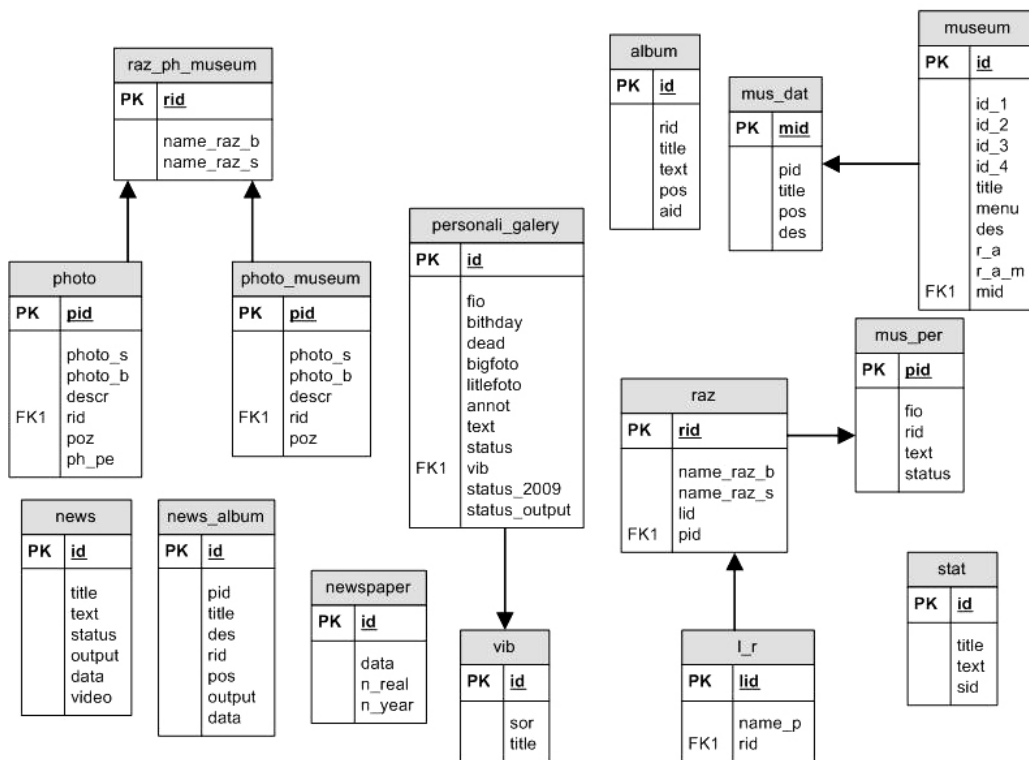 raz_ph_museum
PK rid
name_raz_b
name_raz_s
photo
PK pid
photo_s
photo_b
descr
FK1 rid
poz
ph_pe
photo_museum
PK pid
photo_s
photo_b
descr
FK1 rid
poz
personali_galery
PK id
fio
bithday
dead
bigfoto
litlefoto
annot
text
status
FK1 vib
status_2009
status_output
album
PK id
rid
title
text
pos
aid
mus_dat
PK mid
pid
title
pos
des
museum
PK id
id_1
id_2
id_3
id_4
title
menu
des
r_a
r_a_m
FK1 mid
mus_per
PK pid
fio
rid
text
status
raz
PK rid
name_raz_b
name_raz_s
lid
FK1 pid
news
PK id
title
text
status
output
data
video
news_album
PK id
pid
title
des
rid
pos
output
data
newspaper
PK id
data
n_real
n_year
vib
PK id
sor
title
l_r
PK lid
name_p
FK1 rid
stat
PK id
title
text
sid